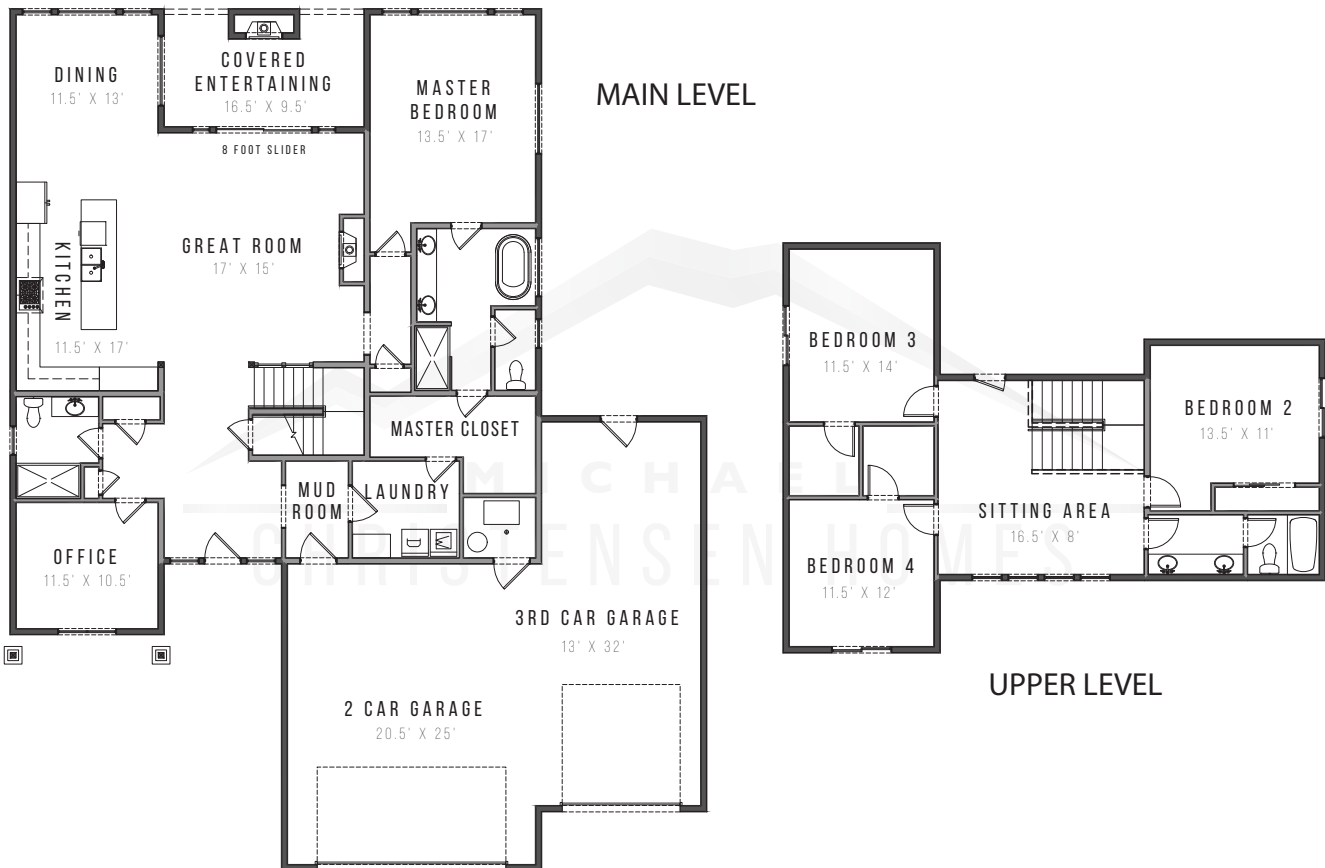 DINING
11.5' X 13'
COVERED
ENTERTAINING
16.5' X 9.5'
8 FOOT SLIDER
MASTER
BEDROOM
13.5' X 17'
MAIN LEVEL
KITCHEN
11.5' X 17'
GREAT ROOM
17' X 15'
MASTER CLOSET
MUD
ROOM
LAUNDRY
D
W
OFFICE
11.5' X 10.5'
3RD CAR GARAGE
13' X 32'
2 CAR GARAGE
20.5' X 25'
BEDROOM 3
11.5' X 14'
BEDROOM 2
13.5' X 11'
SITTING AREA
16.5' X 8'
BEDROOM 4
11.5' X 12'
UPPER LEVEL
MICHAEL
CHRISTENSEN HOMES